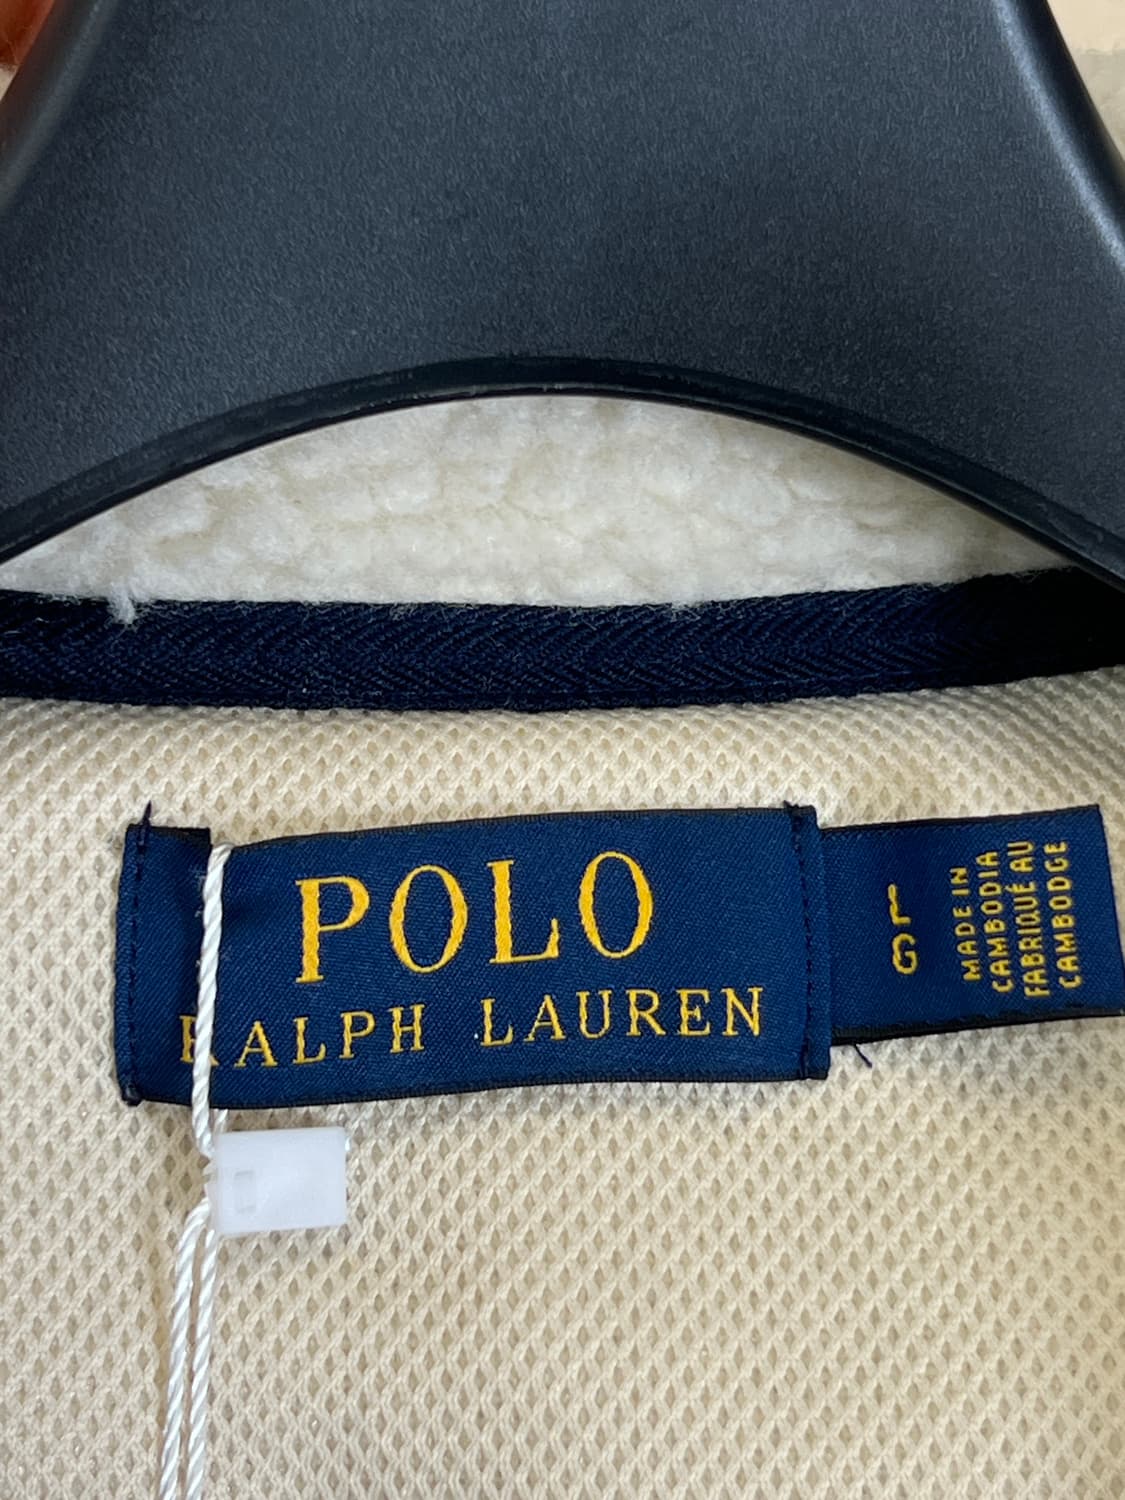 POLO
RALPH LAUREN
MADE IN
CAMBODIA
FABRIQUÉ AU
CAMBODGE